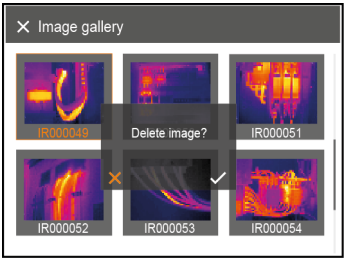 Image gallery
IR000049
Delete image?
IR000051
IR000052
IR000053
IR000054